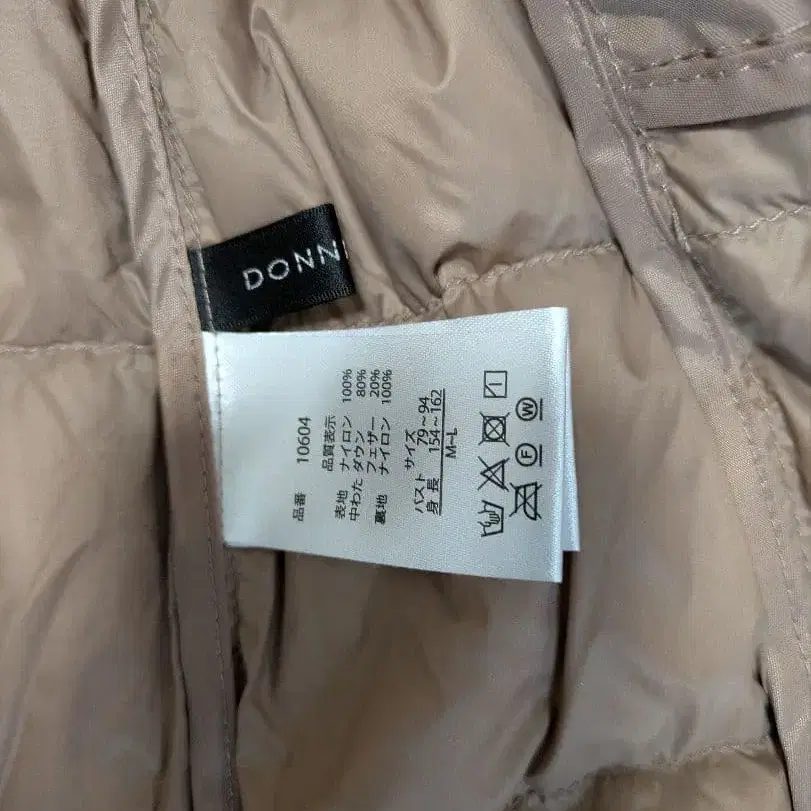 DONN
品番 10604
品質表示
表地 ナイロン 100%
中わた ダウン 80%
フェザー 20%
裏地 ナイロン 100%
サイズ
バスト 79～94
身長 154～162
M~L
F W